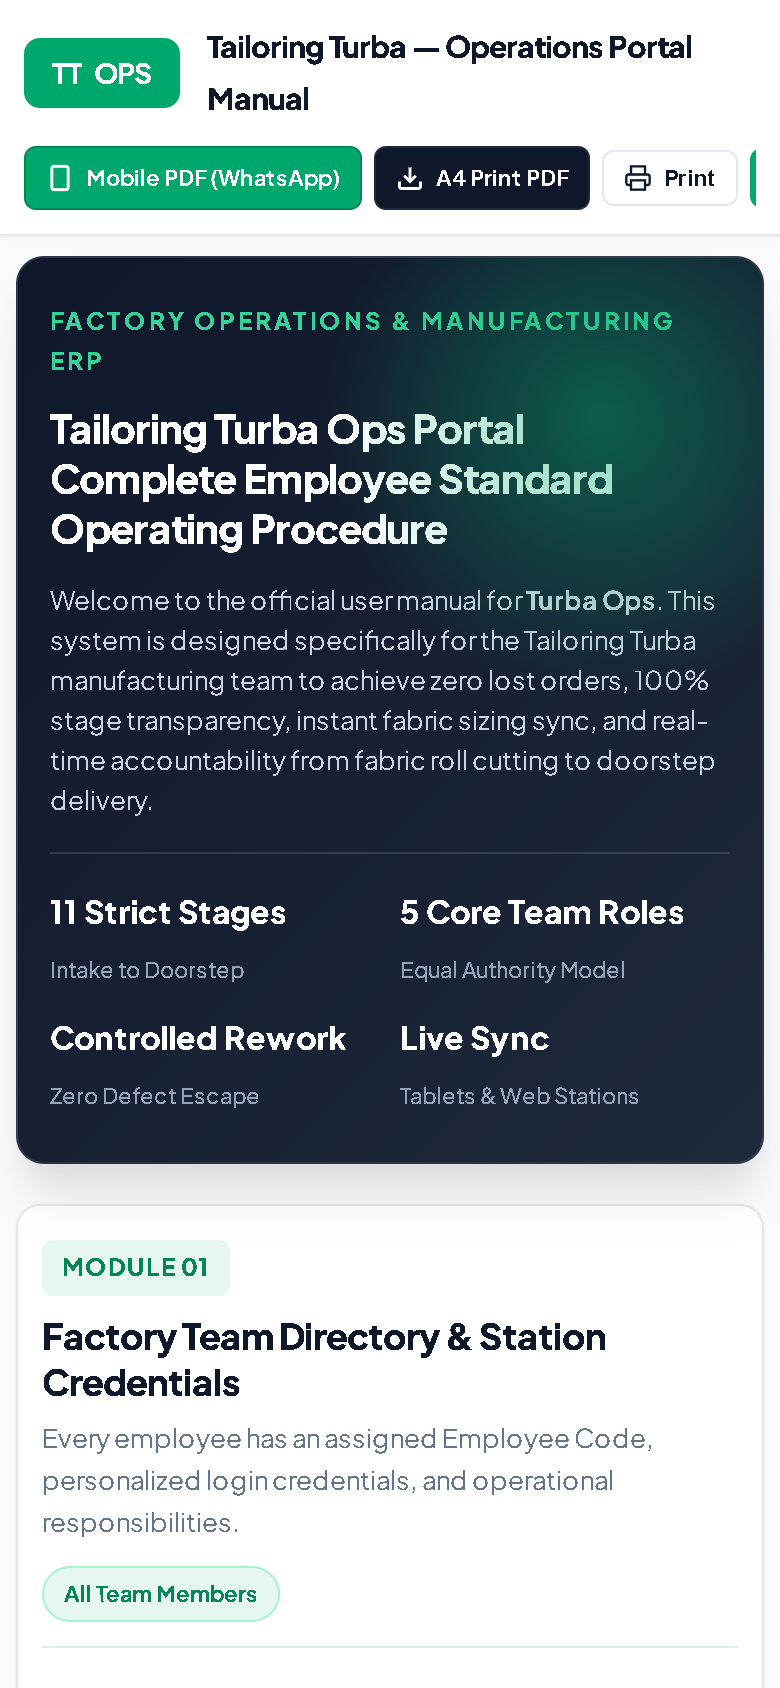 TT OPS
Tailoring Turba — Operations Portal
Manual
Mobile PDF (WhatsApp)
A4 Print PDF
Print
FACTORY OPERATIONS & MANUFACTURING
ERP
Tailoring Turba Ops Portal
Complete Employee Standard
Operating Procedure
Welcome to the official user manual for Turba Ops. This
system is designed specifically for the Tailoring Turba
manufacturing team to achieve zero lost orders, 100%
stage transparency, instant fabric sizing sync, and real-
time accountability from fabric roll cutting to doorstep
delivery.
11 Strict Stages
Intake to Doorstep
5 Core Team Roles
Equal Authority Model
Controlled Rework
Zero Defect Escape
Live Sync
Tablets & Web Stations
MODULE 01
Factory Team Directory & Station
Credentials
Every employee has an assigned Employee Code,
personalized login credentials, and operational
responsibilities.
All Team Members